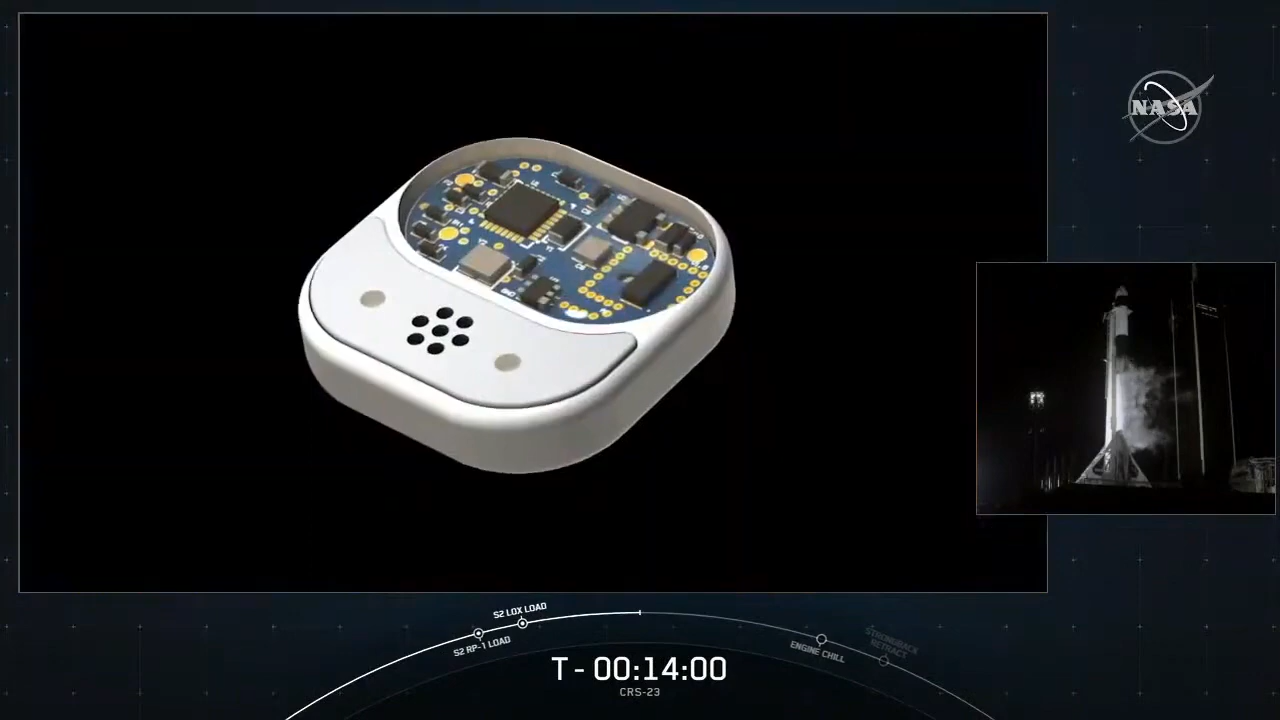 NASA
S2 LOX LOAD
S2 RP-1 LOAD
ENGINE CHILL
STRONGBACK
RETRACT
T - 00:14:00
CRS-23